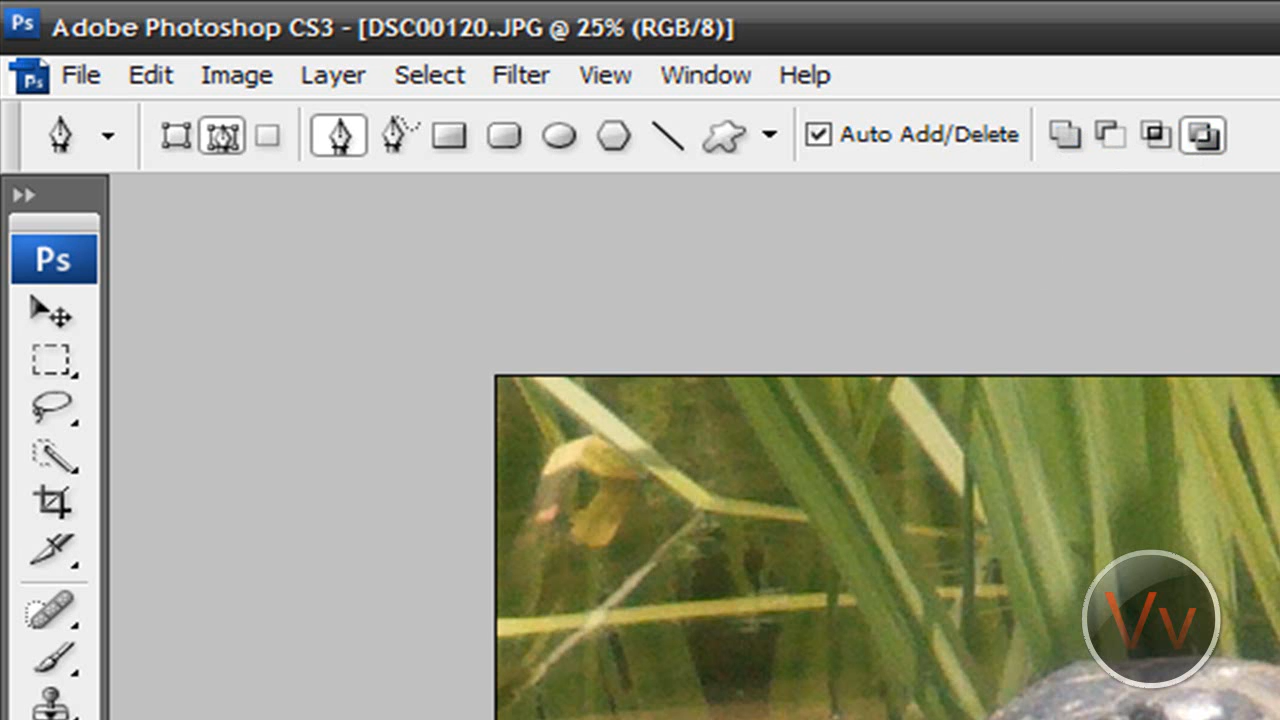 Ps Adobe Photoshop CS3 - [DSC00120.JPG @ 25% (RGB/8)]
Ps File Edit Image Layer Select Filter View Window Help
Auto Add/Delete
Ps
Vv